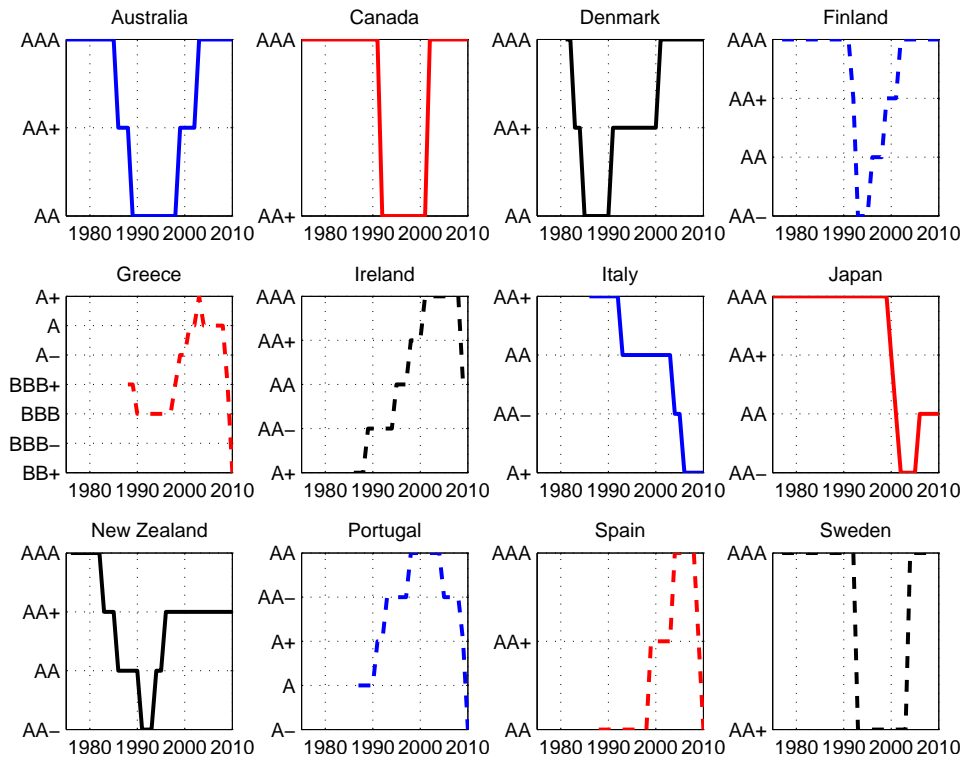 Australia
AAA
AA+
AA
1980 1990 2000 2010
Canada
AAA
AA+
1980 1990 2000 2010
Denmark
AAA
AA+
AA
1980 1990 2000 2010
Finland
AAA
AA+
AA
AA−
1980 1990 2000 2010
Greece
A+
A
A−
BBB+
BBB
BBB−
BB+
1980 1990 2000 2010
Ireland
AAA
AA+
AA
AA−
A+
1980 1990 2000 2010
Italy
AA+
AA
AA−
A+
1980 1990 2000 2010
Japan
AAA
AA+
AA
AA−
1980 1990 2000 2010
New Zealand
AAA
AA+
AA
AA−
1980 1990 2000 2010
Portugal
AA
AA−
A+
A
A−
1980 1990 2000 2010
Spain
AAA
AA+
AA
1980 1990 2000 2010
Sweden
AAA
AA+
1980 1990 2000 2010